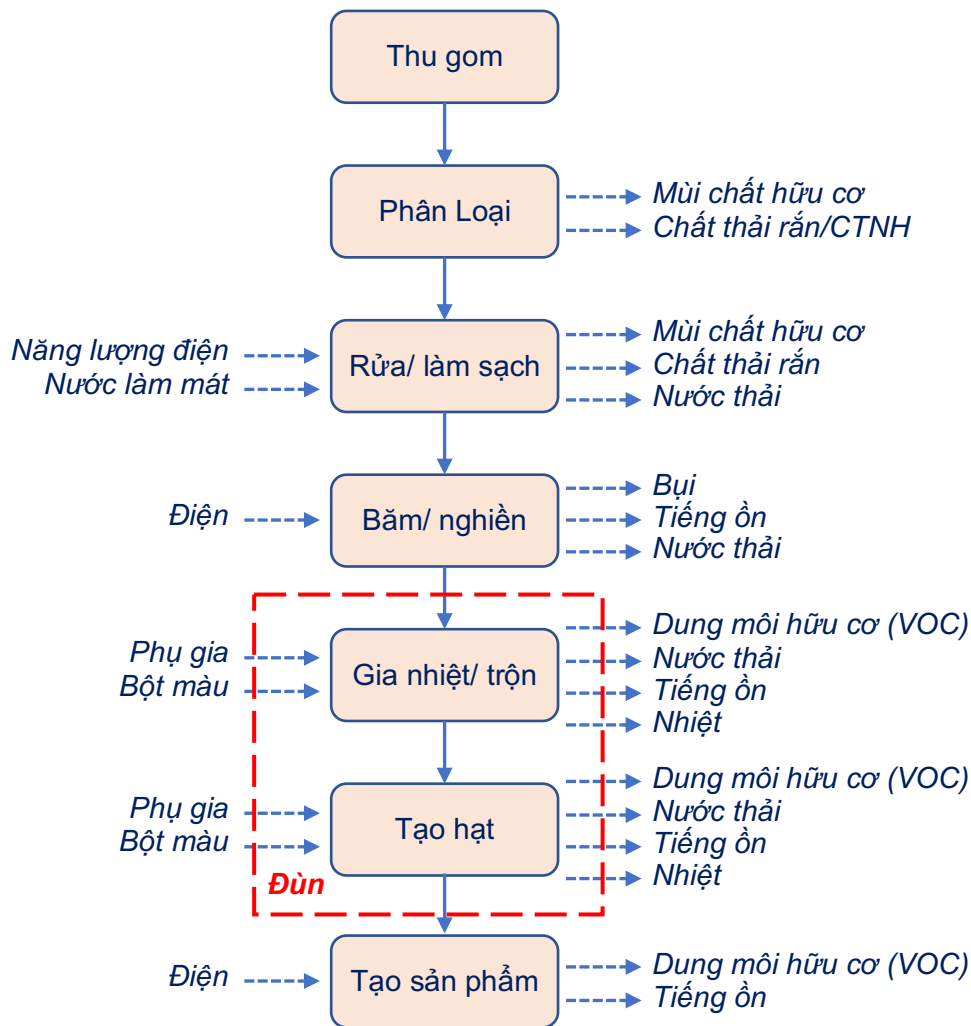 Thu gom
Phân Loại
Mùi chất hữu cơ
Chất thải rắn/CTNH
Năng lượng điện
Nước làm mát
Rửa/ làm sạch
Mùi chất hữu cơ
Chất thải rắn
Nước thải
Điện
Băm/ nghiền
Bụi
Tiếng ồn
Nước thải
Phụ gia
Bột màu
Gia nhiệt/ trộn
Dung môi hữu cơ (VOC)
Nước thải
Tiếng ồn
Nhiệt
Phụ gia
Bột màu
Tạo hạt
Dung môi hữu cơ (VOC)
Nước thải
Tiếng ồn
Nhiệt
Đùn
Điện
Tạo sản phẩm
Dung môi hữu cơ (VOC)
Tiếng ồn